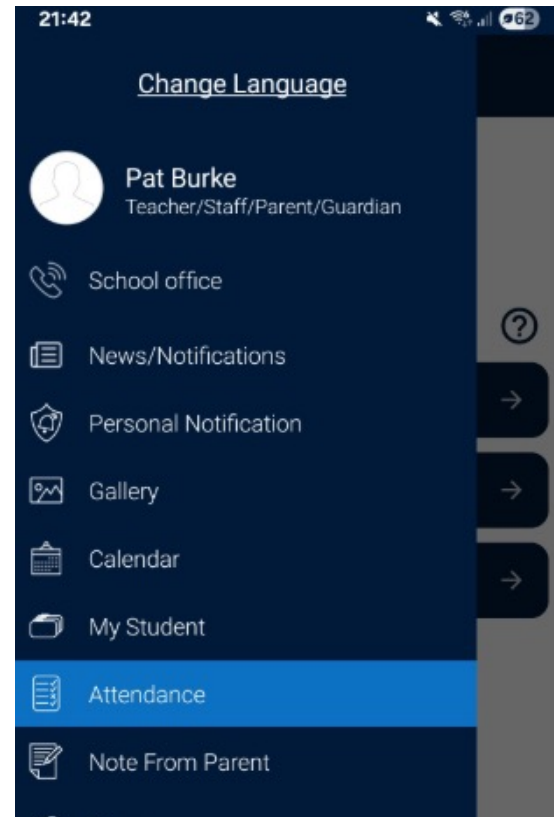 21:42
62
Change Language
Pat Burke
Teacher/Staff/Parent/Guardian
School office
News/Notifications
Personal Notification
Gallery
Calendar
My Student
Attendance
Note From Parent